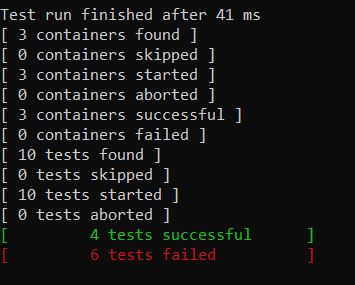 Test run finished after 41 ms
[ 3 containers found ]
[ 0 containers skipped ]
[ 3 containers started ]
[ 0 containers aborted ]
[ 3 containers successful ]
[ 0 containers failed ]
[ 10 tests found ]
[ 0 tests skipped ]
[ 10 tests started ]
[ 0 tests aborted ]
[ 4 tests successful ]
[ 6 tests failed ]